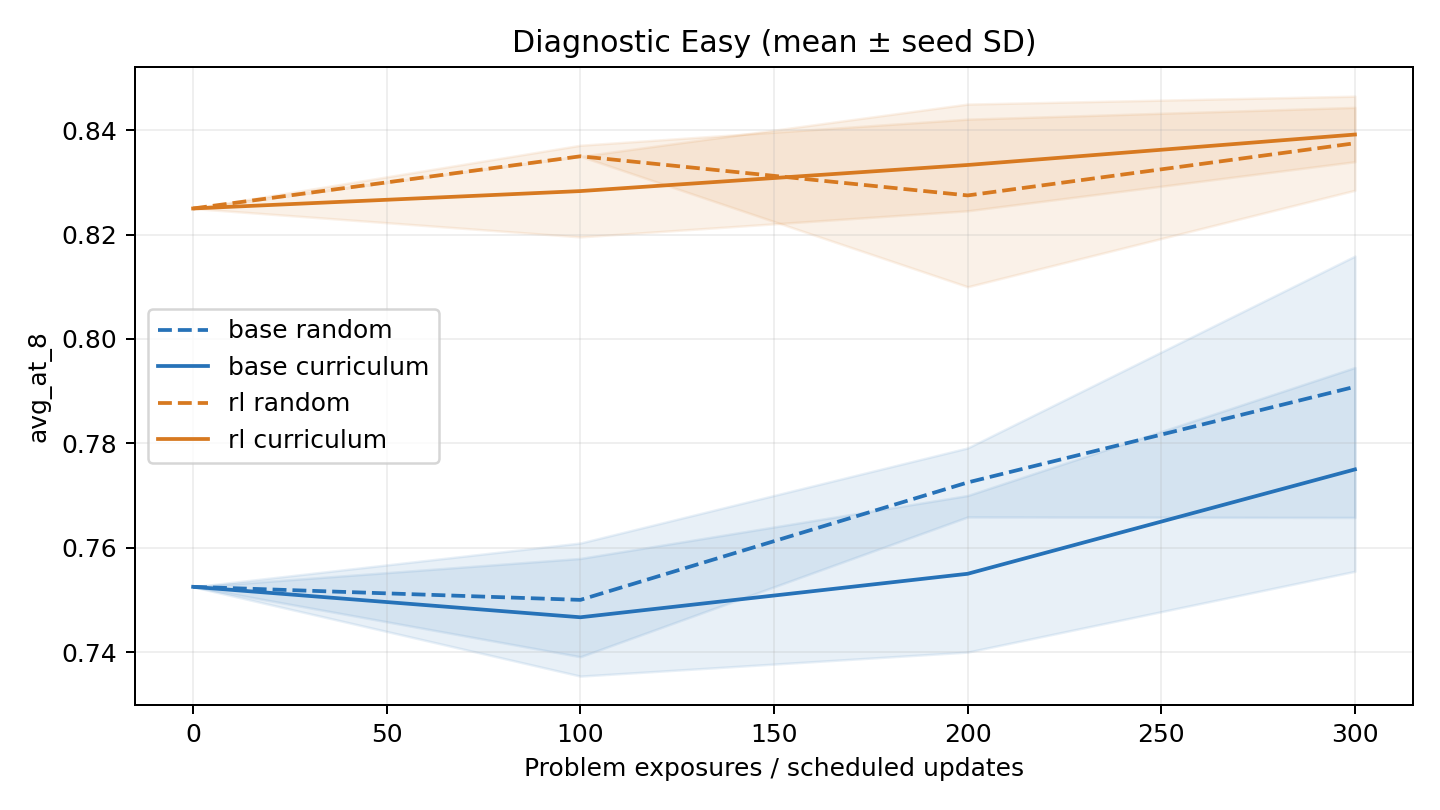 Diagnostic Easy (mean ± seed SD)
avg_at_8
0.84
0.82
0.80
0.78
0.76
0.74
base random
base curriculum
rl random
rl curriculum
0 50 100 150 200 250 300
Problem exposures / scheduled updates